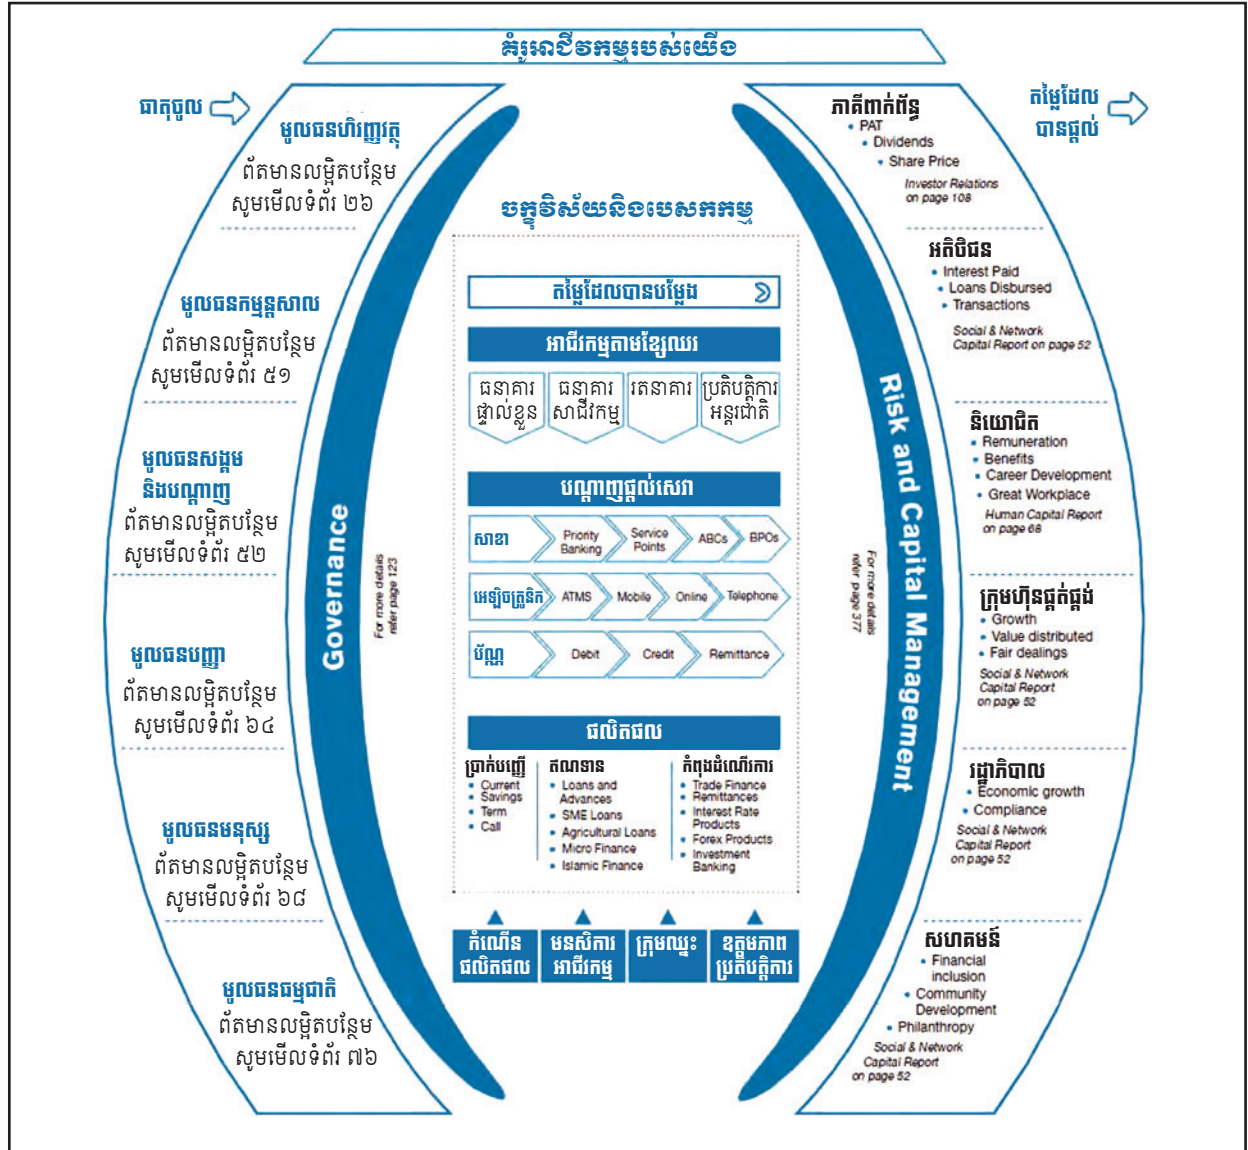 គំរូអាជីវកម្មរបស់យើង
ធាតុចូល
មូលធនហិរញ្ញវត្ថុ
ព័តមានលម្អិតបន្ថែម
សូមមើលទំព័រ ២៦
មូលធនកម្មន្តសាល
ព័តមានលម្អិតបន្ថែម
សូមមើលទំព័រ ៥១
មូលធនសង្គម
និងបណ្តាញ
ព័តមានលម្អិតបន្ថែម
សូមមើលទំព័រ ៥២
មូលធនបញ្ញា
ព័តមានលម្អិតបន្ថែម
សូមមើលទំព័រ ៦៤
មូលធនមនុស្ស
ព័តមានលម្អិតបន្ថែម
សូមមើលទំព័រ ៦៨
មូលធនធម្មជាតិ
ព័តមានលម្អិតបន្ថែម
សូមមើលទំព័រ ៧៦
Governance
For more details
refer page 123
ចក្ខុវិស័យនិងបេសកកម្ម
តម្លៃដែលបានបម្លែង
អាជីវកម្មតាមខ្សែឈរ
ធនាគារ
ផ្ទាល់ខ្លួន
ធនាគារ
សាជីវកម្ម
រតនាគារ
ប្រតិបត្តិការ
អន្តរជាតិ
បណ្តាញផ្តល់សេវា
សាខា
Priority
Banking
Service
Points
ABCs
BPOs
អេឡិចត្រូនិក
ATMS
Mobile
Online
Telephone
ប័ណ្ណ
Debit
Credit
Remittance
ផលិតផល
ប្រាក់បញ្ញើ
• Current
• Savings
• Term
• Call
ឥណទាន
• Loans and
Advances
• SME Loans
• Agricultural Loans
• Micro Finance
• Islamic Finance
កំពុងដំណើរការ
• Trade Finance
• Remittances
• Interest Rate
Products
• Forex Products
• Investment
Banking
កំណើន
ផលិតផល
មនសិការ
អាជីវកម្ម
ក្រុមឈ្នះ
ឧត្តមភាព
ប្រតិបត្តិការ
Risk and Capital Management
For more details
refer page 377
តម្លៃដែល
បានផ្តល់
ភាគីពាក់ព័ន្ធ
• PAT
• Dividends
• Share Price
Investor Relations
on page 108
អតិថិជន
• Interest Paid
• Loans Disbursed
• Transactions
Social & Network
Capital Report on page 52
និយោជិត
• Remuneration
• Benefits
• Career Development
• Great Workplace
Human Capital Report
on page 68
ក្រុមហ៊ុនផ្គត់ផ្គង់
• Growth
• Value distributed
• Fair dealings
Social & Network
Capital Report
on page 52
រដ្ឋាភិបាល
• Economic growth
• Compliance
Social & Network
Capital Report
on page 52
សហគមន៍
• Financial
inclusion
• Community
Development
• Philanthropy
Social & Network
Capital Report
on page 52